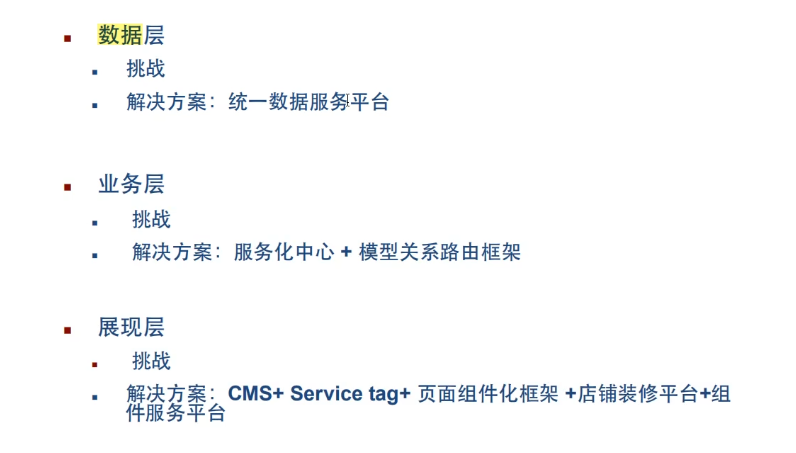 数据层
挑战
解决方案：统一数据服务平台
业务层
挑战
解决方案：服务化中心 + 模型关系路由框架
展现层
挑战
解决方案：CMS+ Service tag+ 页面组件化框架 +店铺装修平台+组
件服务平台